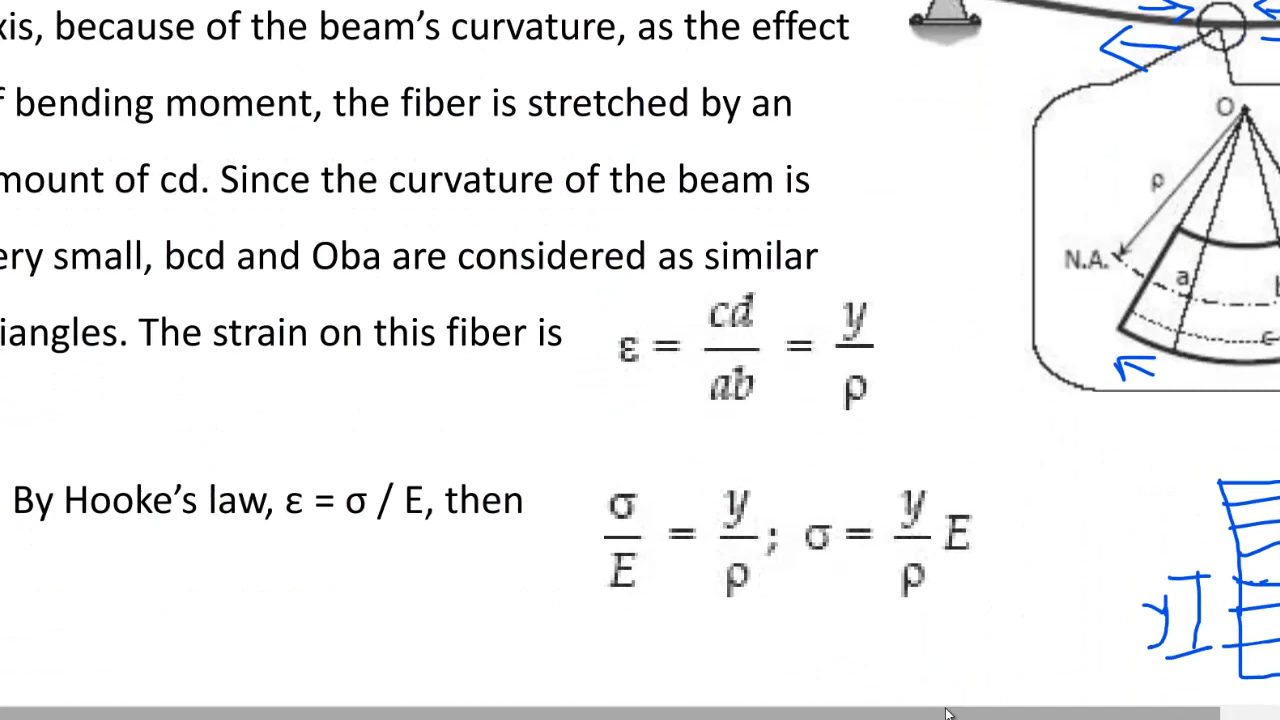 xis, because of the beam's curvature, as the effect
f bending moment, the fiber is stretched by an
mount of cd. Since the curvature of the beam is
ery small, bcd and Oba are considered as similar
iangles. The strain on this fiber is ε = cd/ab = y/ρ
By Hooke's law, ε = σ / E, then σ/E = y/ρ; σ = y/ρ E
O
ρ
N.A.
a
b
c
y